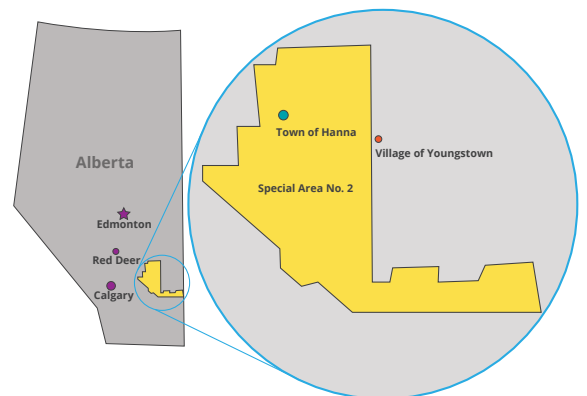 Alberta
Edmonton
Red Deer
Calgary
Town of Hanna
Village of Youngstown
Special Area No. 2